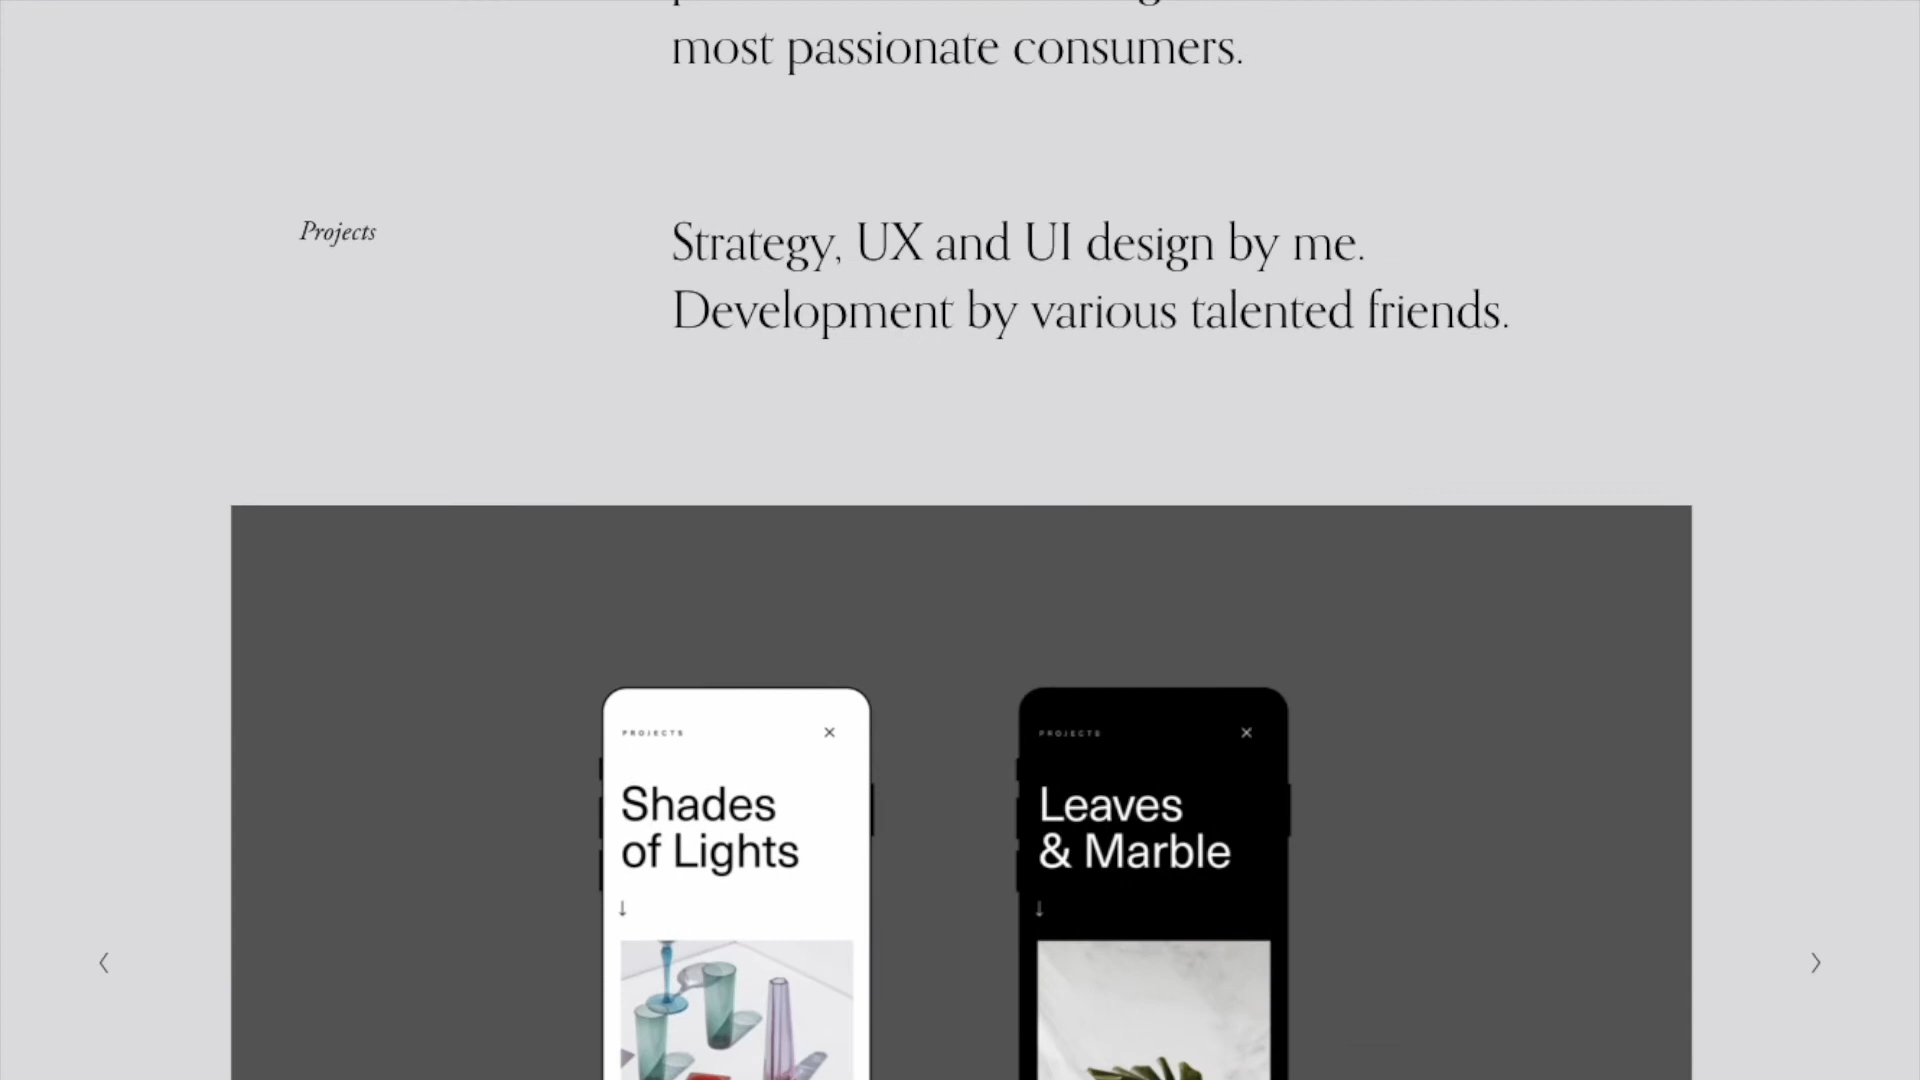 most passionate consumers.
Projects
Strategy, UX and UI design by me.
Development by various talented friends.
PROJECTS
Shades
of Lights
PROJECTS
Leaves
& Marble